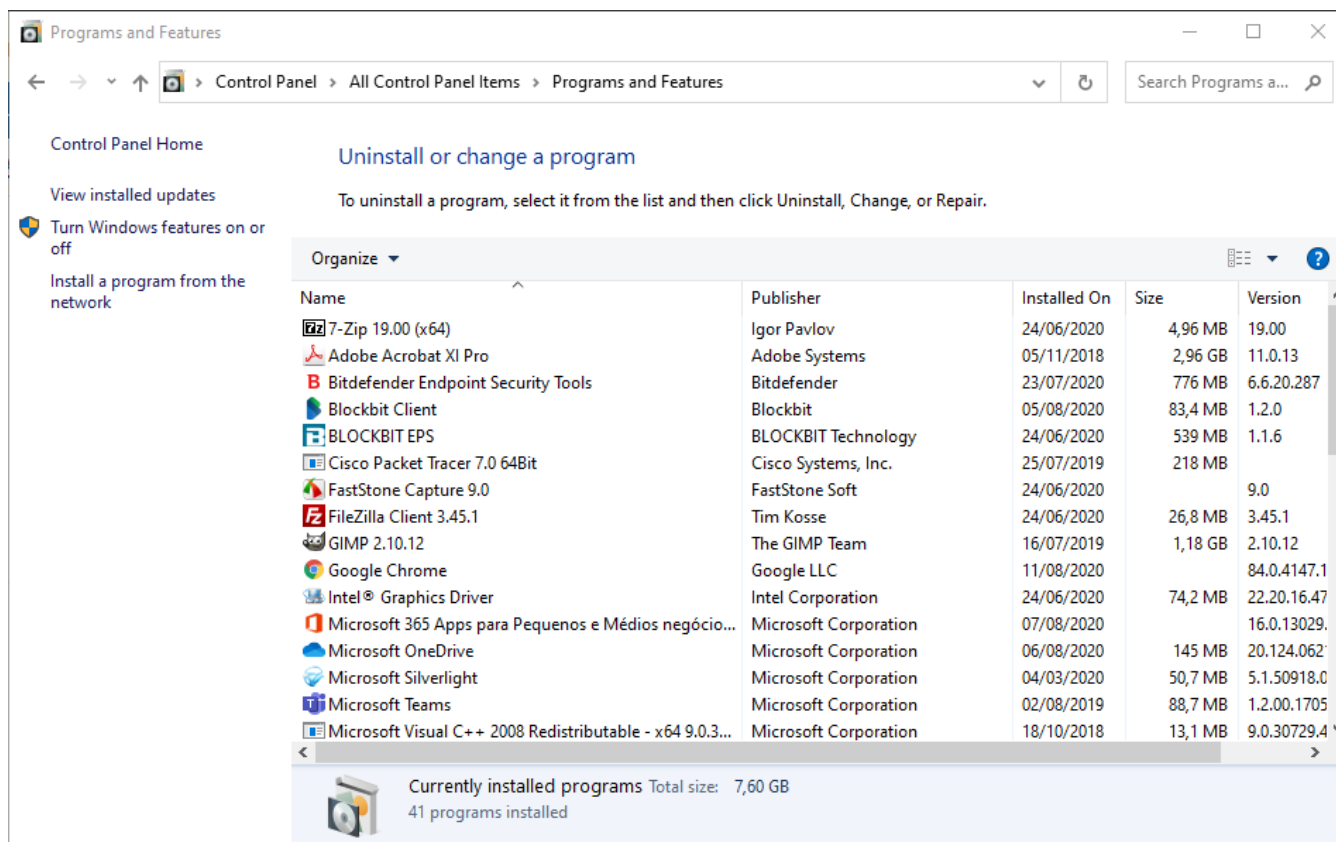 Programs and Features
Control Panel > All Control Panel Items > Programs and Features
Search Programs a...
Control Panel Home
View installed updates
Turn Windows features on or
off
Install a program from the
network
Uninstall or change a program
To uninstall a program, select it from the list and then click Uninstall, Change, or Repair.
Organize
Name Publisher Installed On Size Version
7-Zip 19.00 (x64) Igor Pavlov 24/06/2020 4,96 MB 19.00
Adobe Acrobat XI Pro Adobe Systems 05/11/2018 2,96 GB 11.0.13
Bitdefender Endpoint Security Tools Bitdefender 23/07/2020 776 MB 6.6.20.287
Blockbit Client Blockbit 05/08/2020 83,4 MB 1.2.0
BLOCKBIT EPS BLOCKBIT Technology 24/06/2020 539 MB 1.1.6
Cisco Packet Tracer 7.0 64Bit Cisco Systems, Inc. 25/07/2019 218 MB
FastStone Capture 9.0 FastStone Soft 24/06/2020 9.0
FileZilla Client 3.45.1 Tim Kosse 24/06/2020 26,8 MB 3.45.1
GIMP 2.10.12 The GIMP Team 16/07/2019 1,18 GB 2.10.12
Google Chrome Google LLC 11/08/2020 84.0.4147.1
Intel® Graphics Driver Intel Corporation 24/06/2020 74,2 MB 22.20.16.47
Microsoft 365 Apps para Pequenos e Médios negócio... Microsoft Corporation 07/08/2020 16.0.13029.
Microsoft OneDrive Microsoft Corporation 06/08/2020 145 MB 20.124.062
Microsoft Silverlight Microsoft Corporation 04/03/2020 50,7 MB 5.1.50918.0
Microsoft Teams Microsoft Corporation 02/08/2019 88,7 MB 1.2.00.1705
Microsoft Visual C++ 2008 Redistributable - x64 9.0.3... Microsoft Corporation 18/10/2018 13,1 MB 9.0.30729.4
Currently installed programs Total size: 7,60 GB
41 programs installed